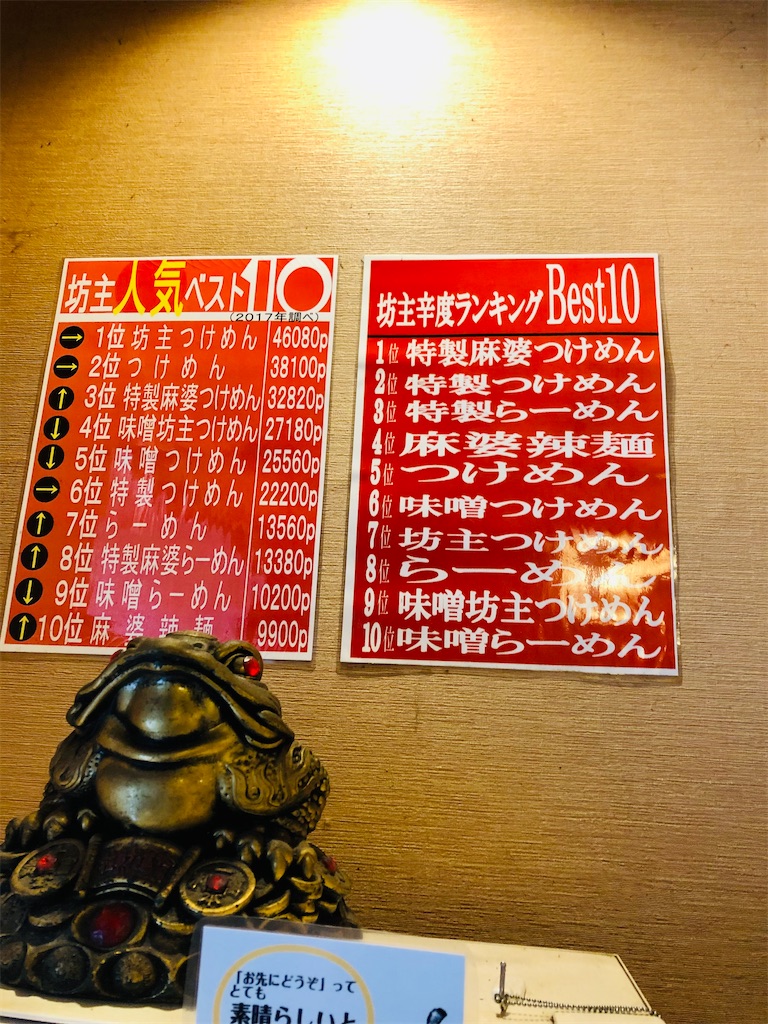 坊主人気ベスト10
(2017年調べ)
→ 1位 坊主つけめん 46080p
→ 2位 つけめん 38100p
↑ 3位 特製麻婆つけめん 32820p
↓ 4位 味噌坊主つけめん 27180p
↓ 5位 味噌つけめん 25560p
→ 6位 特製つけめん 22200p
↑ 7位 らーめん 13560p
↑ 8位 特製麻婆らーめん 13380p
↓ 9位 味噌らーめん 10200p
↑ 10位 麻婆辣麺 9900p
坊主辛度ランキング Best10
1位 特製麻婆つけめん
2位 特製つけめん
3位 特製らーめん
4位 麻婆辣麺
5位 つけめん
6位 味噌つけめん
7位 坊主つけめん
8位 らーめん
9位 味噌坊主つけめん
10位 味噌らーめん
「お先にどうぞ」って
とても
素晴らしいと